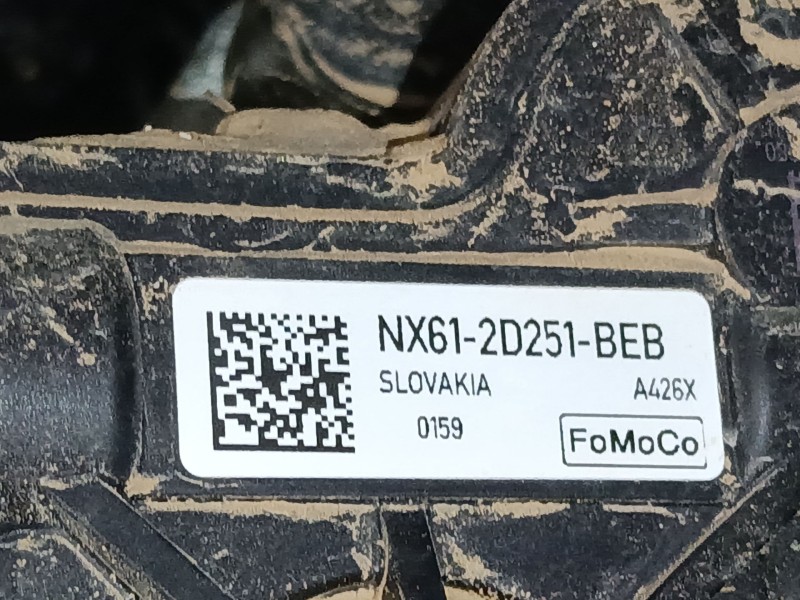 NX61-2D251-BEB
SLOVAKIA A426X
0159
FoMoCo